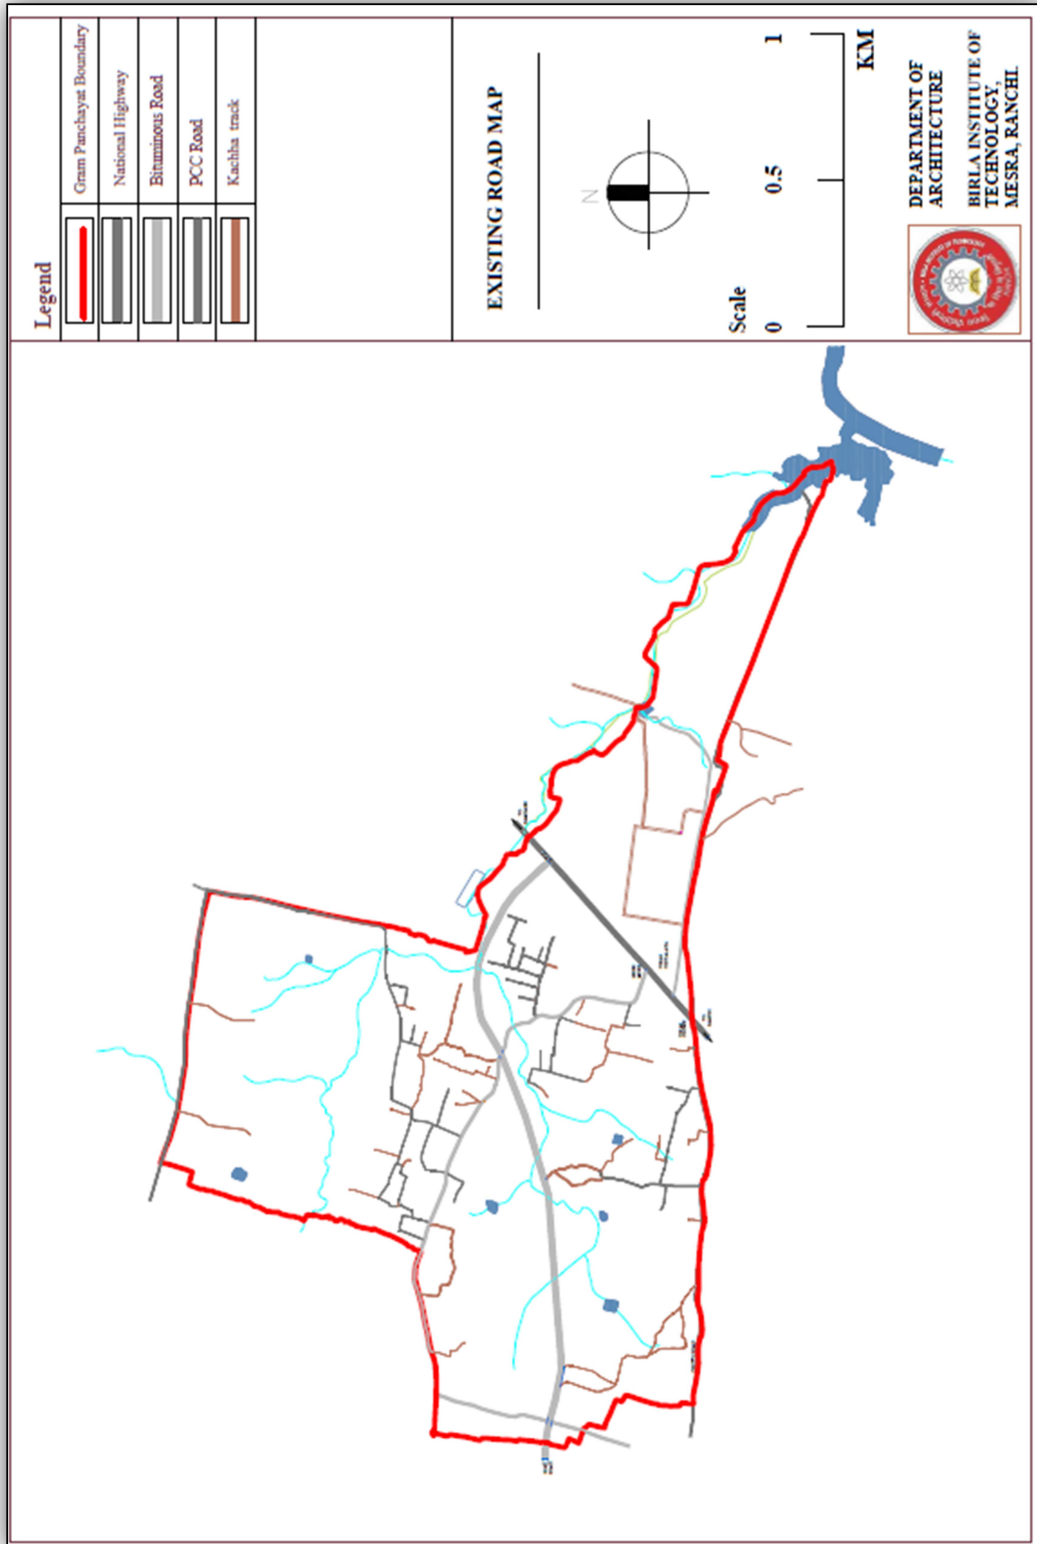 Legend
Gram Panchayat Boundary
National Highway
Bituminous Road
PCC Road
Kachha track
EXISTING ROAD MAP
N
Scale
0 0.5 1
KM
DEPARTMENT OF
ARCHITECTURE
BIRLA INSTITUTE OF
TECHNOLOGY,
MESRA, RANCHI.